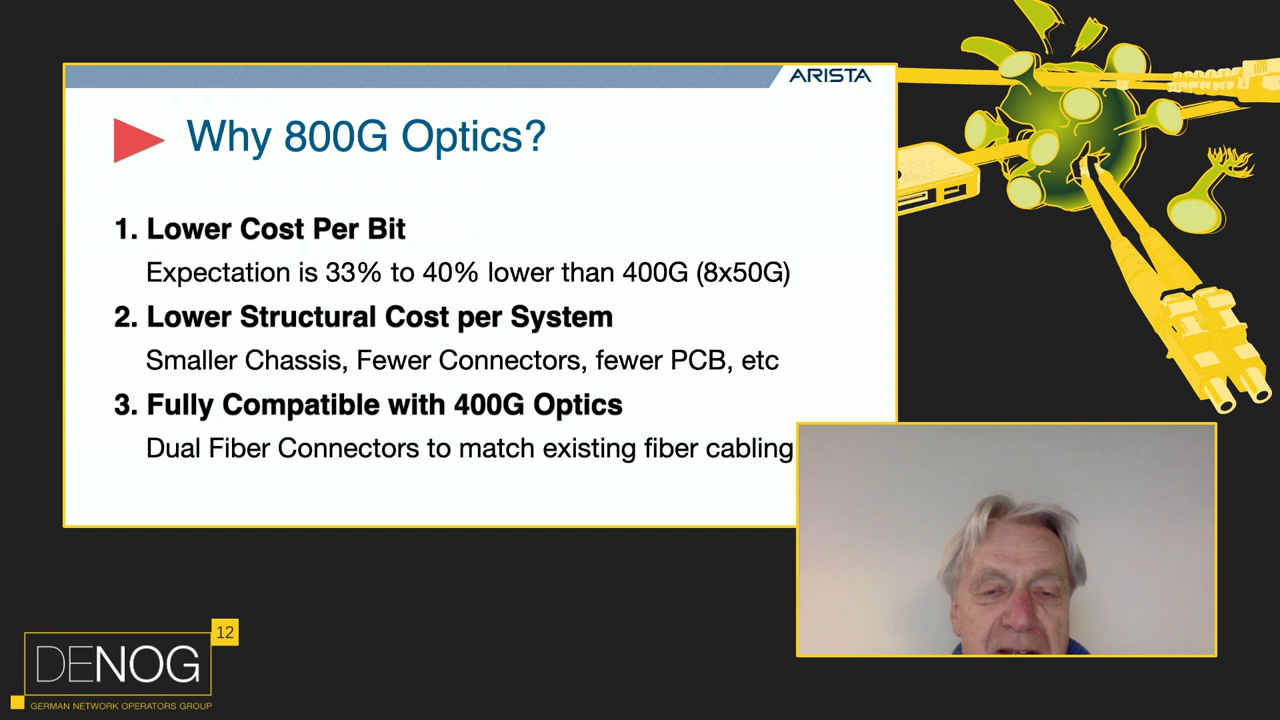 ARISTA
Why 800G Optics?
1. Lower Cost Per Bit
Expectation is 33% to 40% lower than 400G (8x50G)
2. Lower Structural Cost per System
Smaller Chassis, Fewer Connectors, fewer PCB, etc
3. Fully Compatible with 400G Optics
Dual Fiber Connectors to match existing fiber cabling
12
DENOG
GERMAN NETWORK OPERATORS GROUP